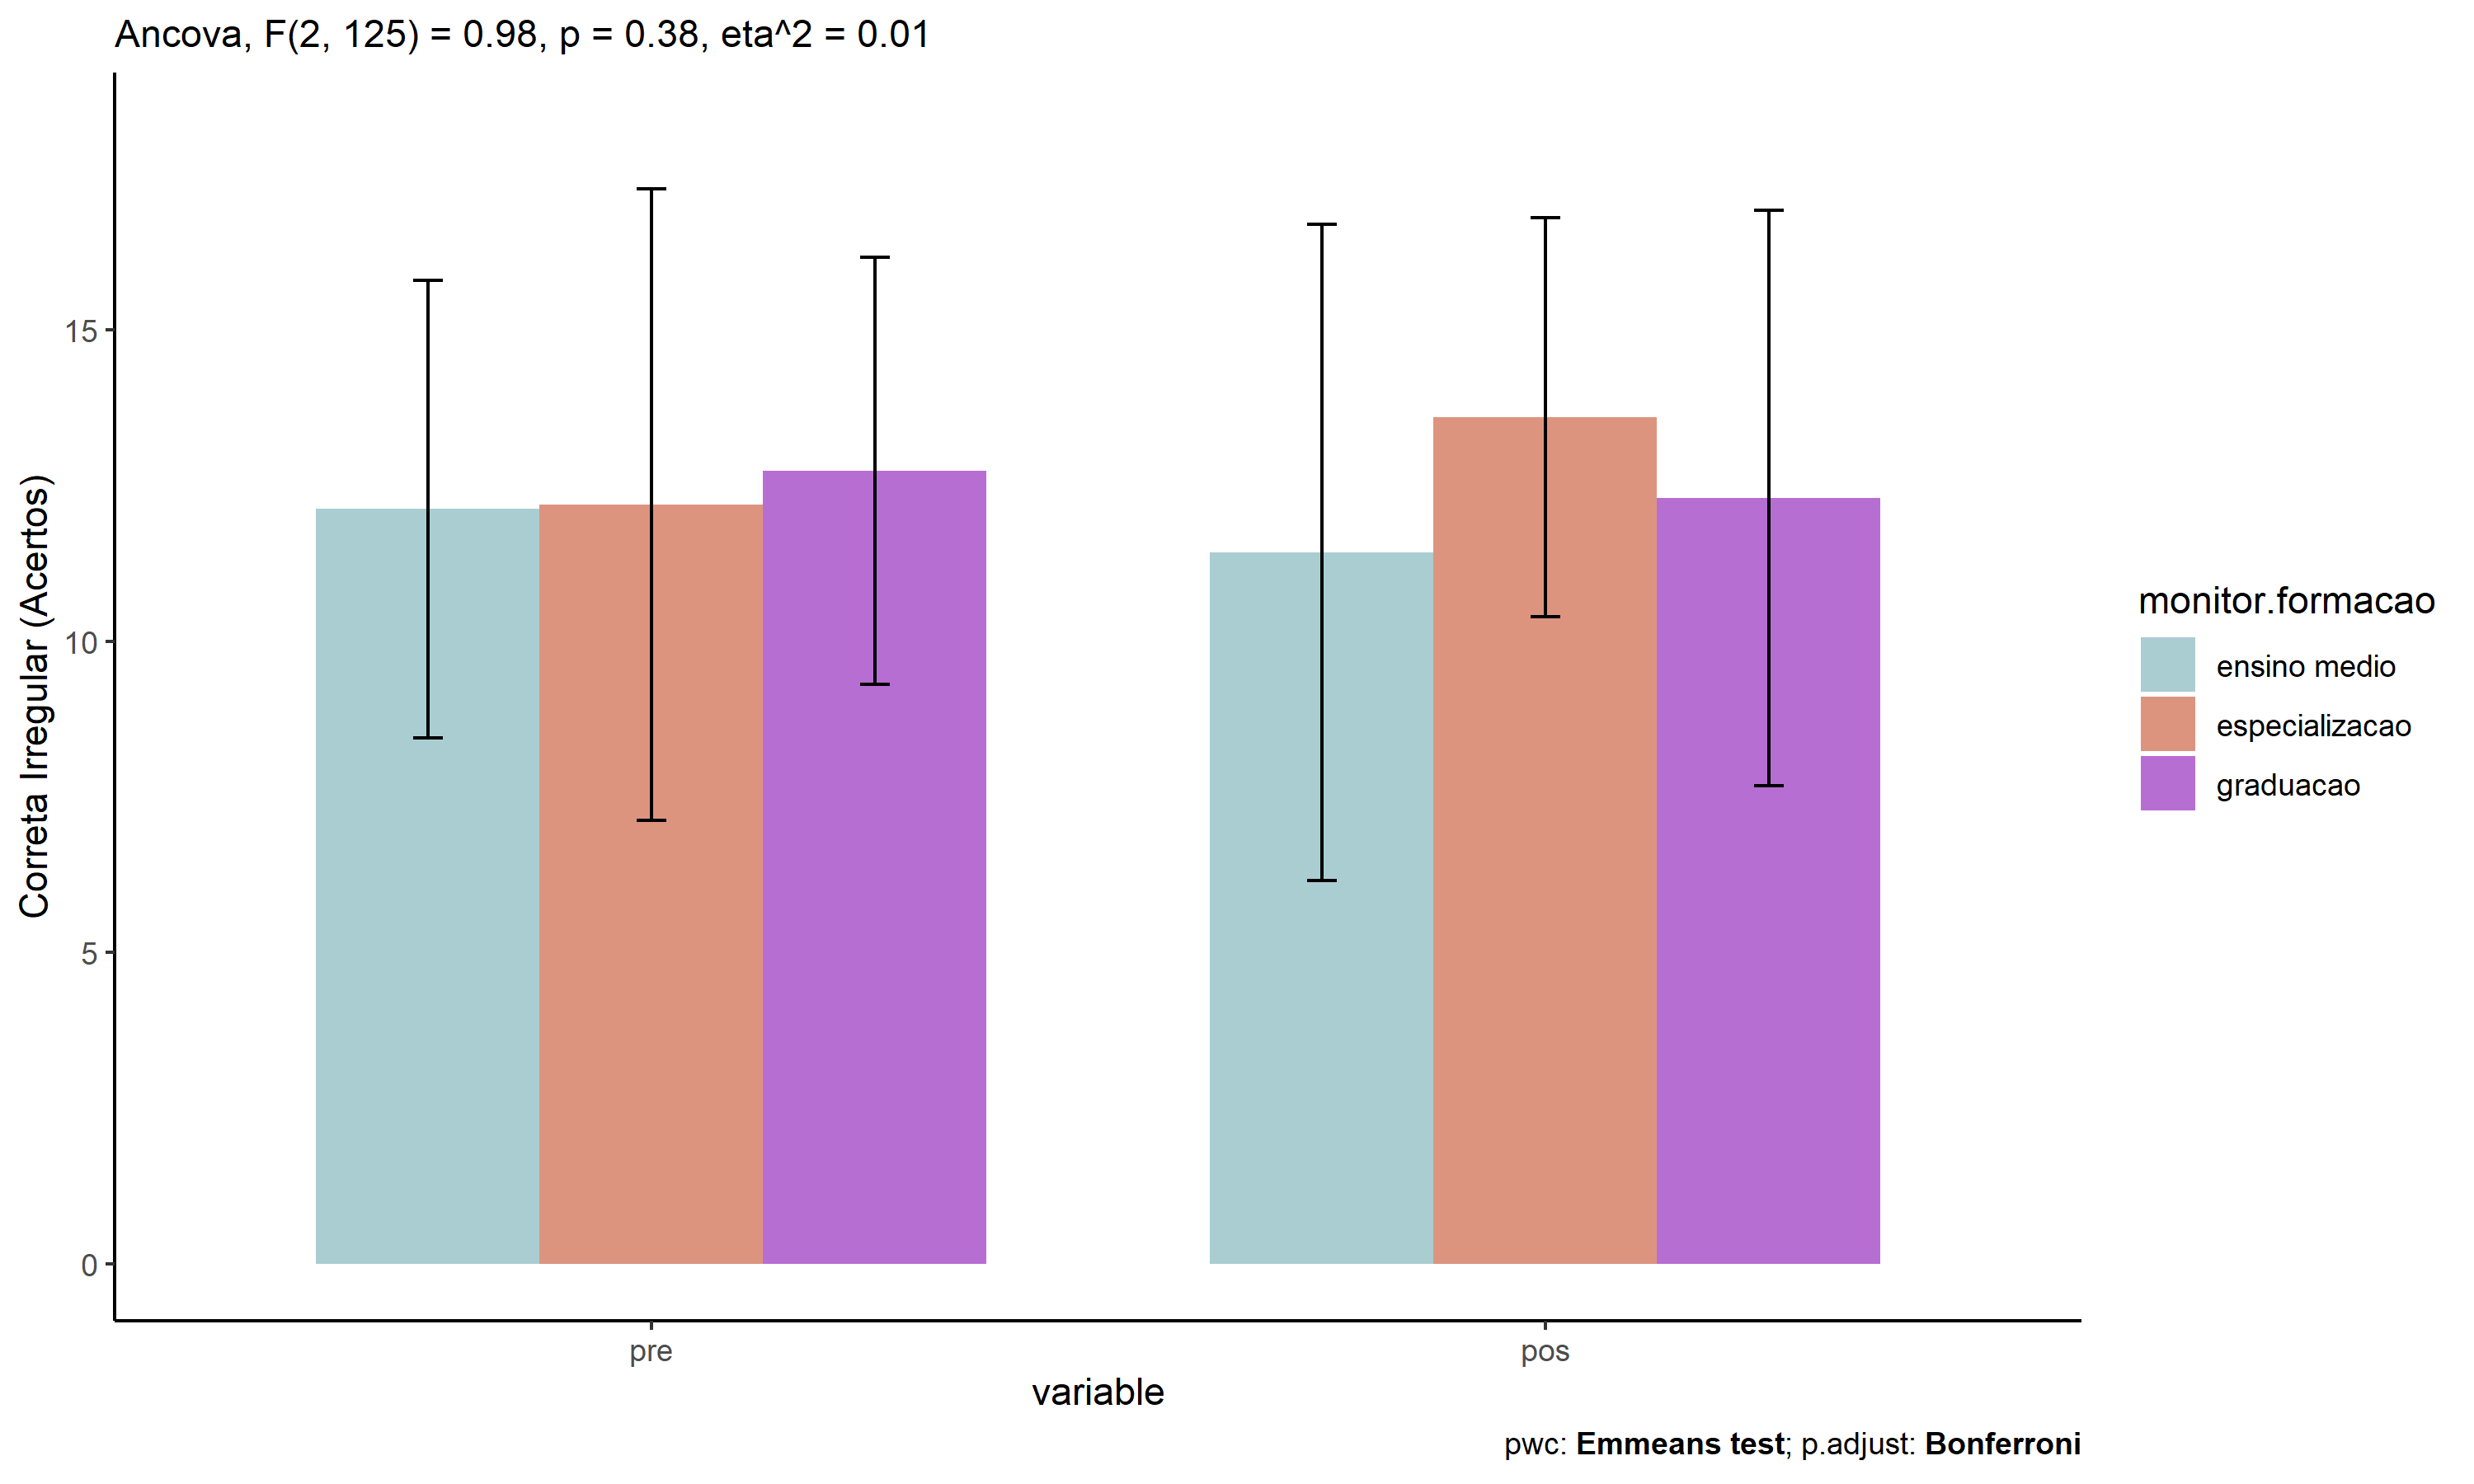 Ancova, F(2, 125) = 0.98, p = 0.38, eta^2 = 0.01
Correta Irregular (Acertos)
15
10
5
0
pre
pos
variable
monitor.formacao
ensino medio
especializacao
graduacao
pwc: Emmeans test; p.adjust: Bonferroni